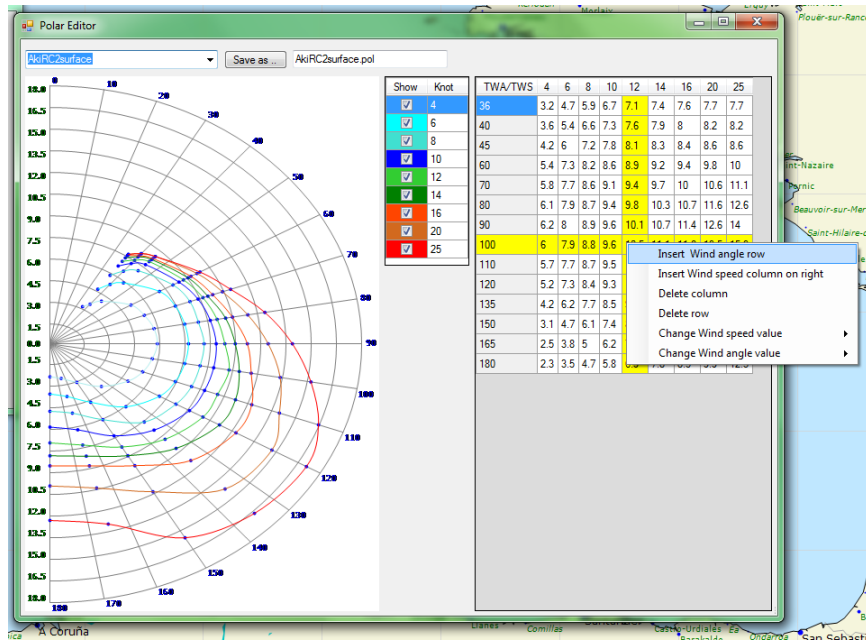 Morlaix
Plouër-sur-Ranc
Polar Editor
AkiRC2surface
Save as ..
AkiRC2surface.pol
Show Knot
4
6
8
10
12
14
16
20
25
TWA/TWS 4 6 8 10 12 14 16 20 25
36 3.2 4.7 5.9 6.7 7.1 7.4 7.6 7.7 7.7
40 3.6 5.4 6.6 7.3 7.6 7.9 8 8.2 8.2
45 4.2 6 7.2 7.8 8.1 8.3 8.4 8.6 8.6
60 5.4 7.3 8.2 8.6 8.9 9.2 9.4 9.8 10
70 5.8 7.7 8.6 9.1 9.4 9.7 10 10.6 11.1
80 6.1 7.9 8.7 9.4 9.8 10.3 10.7 11.6 12.6
90 6.2 8 8.9 9.6 10.1 10.7 11.4 12.6 14
100 6 7.9 8.8 9.6
110 5.7 7.7 8.7 9.5
120 5.2 7.3 8.4 9.3
135 4.2 6.2 7.7 8.5
150 3.1 4.7 6.1 7.4
165 2.5 3.8 5 6.2
180 2.3 3.5 4.7 5.8
Insert Wind angle row
Insert Wind speed column on right
Delete column
Delete row
Change Wind speed value
Change Wind angle value
0
10
20
30
40
50
60
70
80
90
100
110
120
130
140
150
160
170
180
18.0
16.5
15.0
13.5
12.0
10.5
9.0
7.5
6.0
4.5
3.0
1.5
0.0
1.5
3.0
4.5
6.0
7.5
9.0
10.5
12.0
13.5
15.0
16.5
18.0
int-Nazaire
Pornic
Beauvoir-sur-Mer
Saint-Hilaire-d
A Coruña
Llanes
Comillas
Santander
Castro-Urdiales
Ea
Barakaldo
Ondarroa
San Sebast